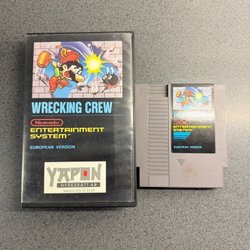 WRECKING CREW
Nintendo
ENTERTAINMENT
SYSTEM
EUROPEAN VERSION
YAPON
ENTERTAINMENT
SYSTEM
EUROPEAN VERSION